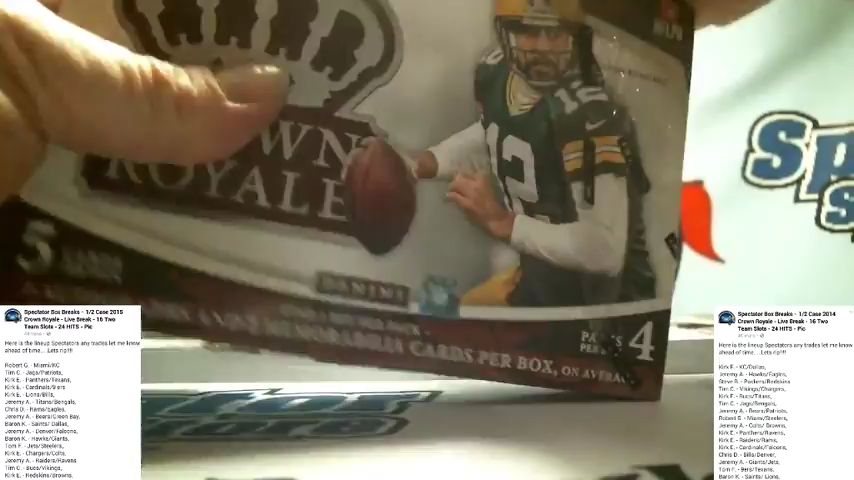 NFLPA
CROWN
ROYALE
12
12
5
PANINI
CARDS PER BOX, ON AVERAGE
4
Sp
S
Spectator Box Breaks - 1/2 Case 2015
Crown Royale - Live Break - 16 Two
Team Slots - 24 HITS - Pic
Here is the lineup Spectators any trades let me know
ahead of time....Lets rip!!!!
Robert G. - Miami/KC
Tim C. - Jags/Patriots,
Kirk E. - Panthers/Texans,
Kirk E. - Cardinals/9ers
Kirk E. - Lions/Bills,
Jeremy A. - Titans/Bengals,
Chris D. - Rams/Eagles,
Jeremy A. - Bears/Green Bay,
Baron K. - Saints/ Dallas,
Jeremy A. - Denver/Falcons,
Baron K. - Hawks/Giants,
Tom F. - Jets/Steelers,
Kirk E. - Chargers/Colts,
Jeremy A. - Raiders/Ravens
Tim C. - Bucs/Vikings,
Kirk E. - Redskins/Browns,
Spectator Box Breaks - 1/2 Case 2014
Crown Royale - Live Break - 16 Two
Team Slots - 24 HITS - Pic
Here is the lineup Spectators any trades let me know
ahead of time....Lets rip!!!!
Kirk E. - KC/Dallas,
Jeremy A. - Hawks/Eagles,
Steve B. - Packers/Redskins
Tim C. - Vikings/Chargers,
Kirk E. - Bucs/Titans,
Tim C. - Jags/Bengals,
Jeremy A. - Bears/Patriots,
Robert G. - Miami/Steelers,
Jeremy A. - Colts/ Browns,
Kirk E. - Panthers/Ravens,
Kirk E. - Raiders/Rams,
Kirk E. - Cardinals/Falcons,
Chris D. - Bills/Denver,
Jeremy A. - Giants/Jets,
Tom F. - 9ers/Texans,
Baron K. - Saints/ Lions,